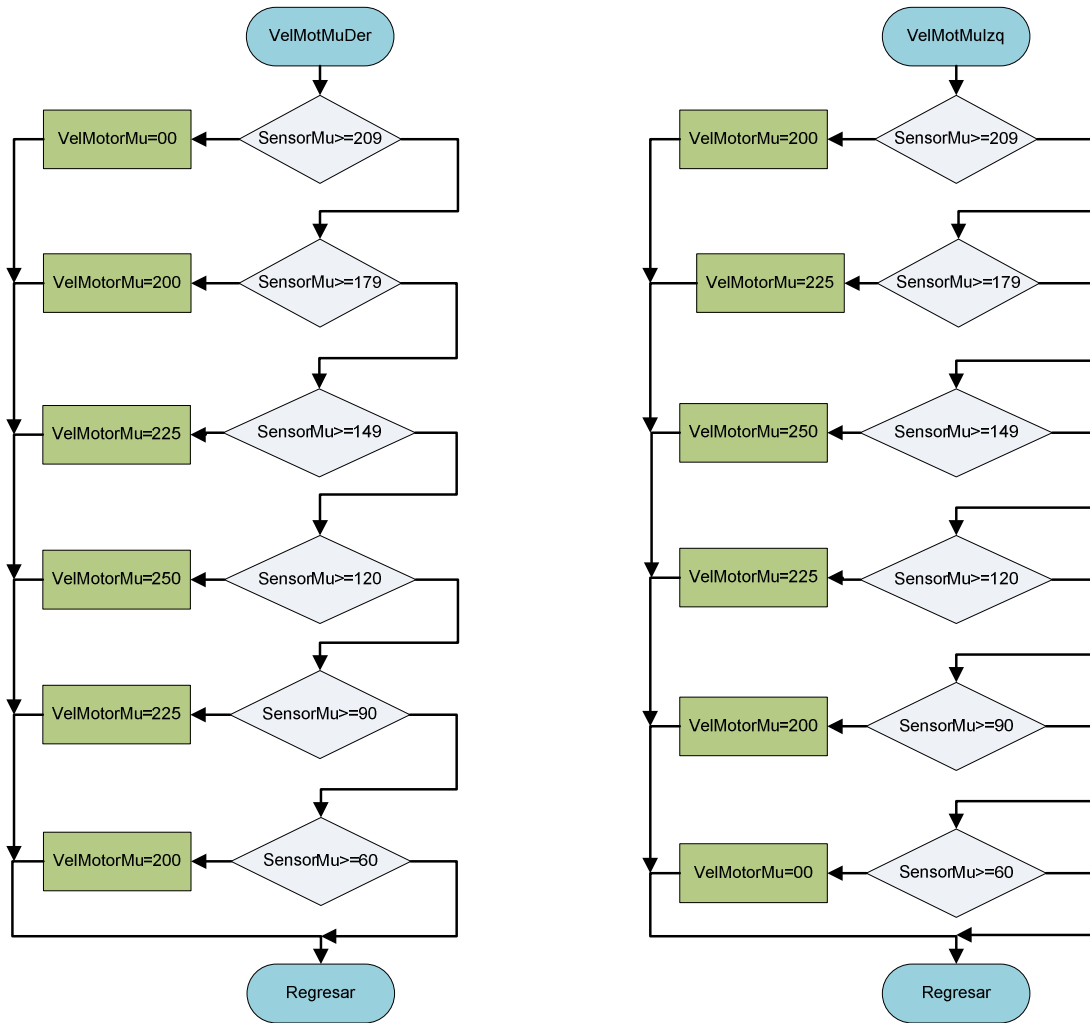 VelMotMuDer
SensorMu>=209
VelMotorMu=00
SensorMu>=179
VelMotorMu=200
SensorMu>=149
VelMotorMu=225
SensorMu>=120
VelMotorMu=250
SensorMu>=90
VelMotorMu=225
SensorMu>=60
VelMotorMu=200
Regresar
VelMotMuIzq
SensorMu>=209
VelMotorMu=200
SensorMu>=179
VelMotorMu=225
SensorMu>=149
VelMotorMu=250
SensorMu>=120
VelMotorMu=225
SensorMu>=90
VelMotorMu=200
SensorMu>=60
VelMotorMu=00
Regresar